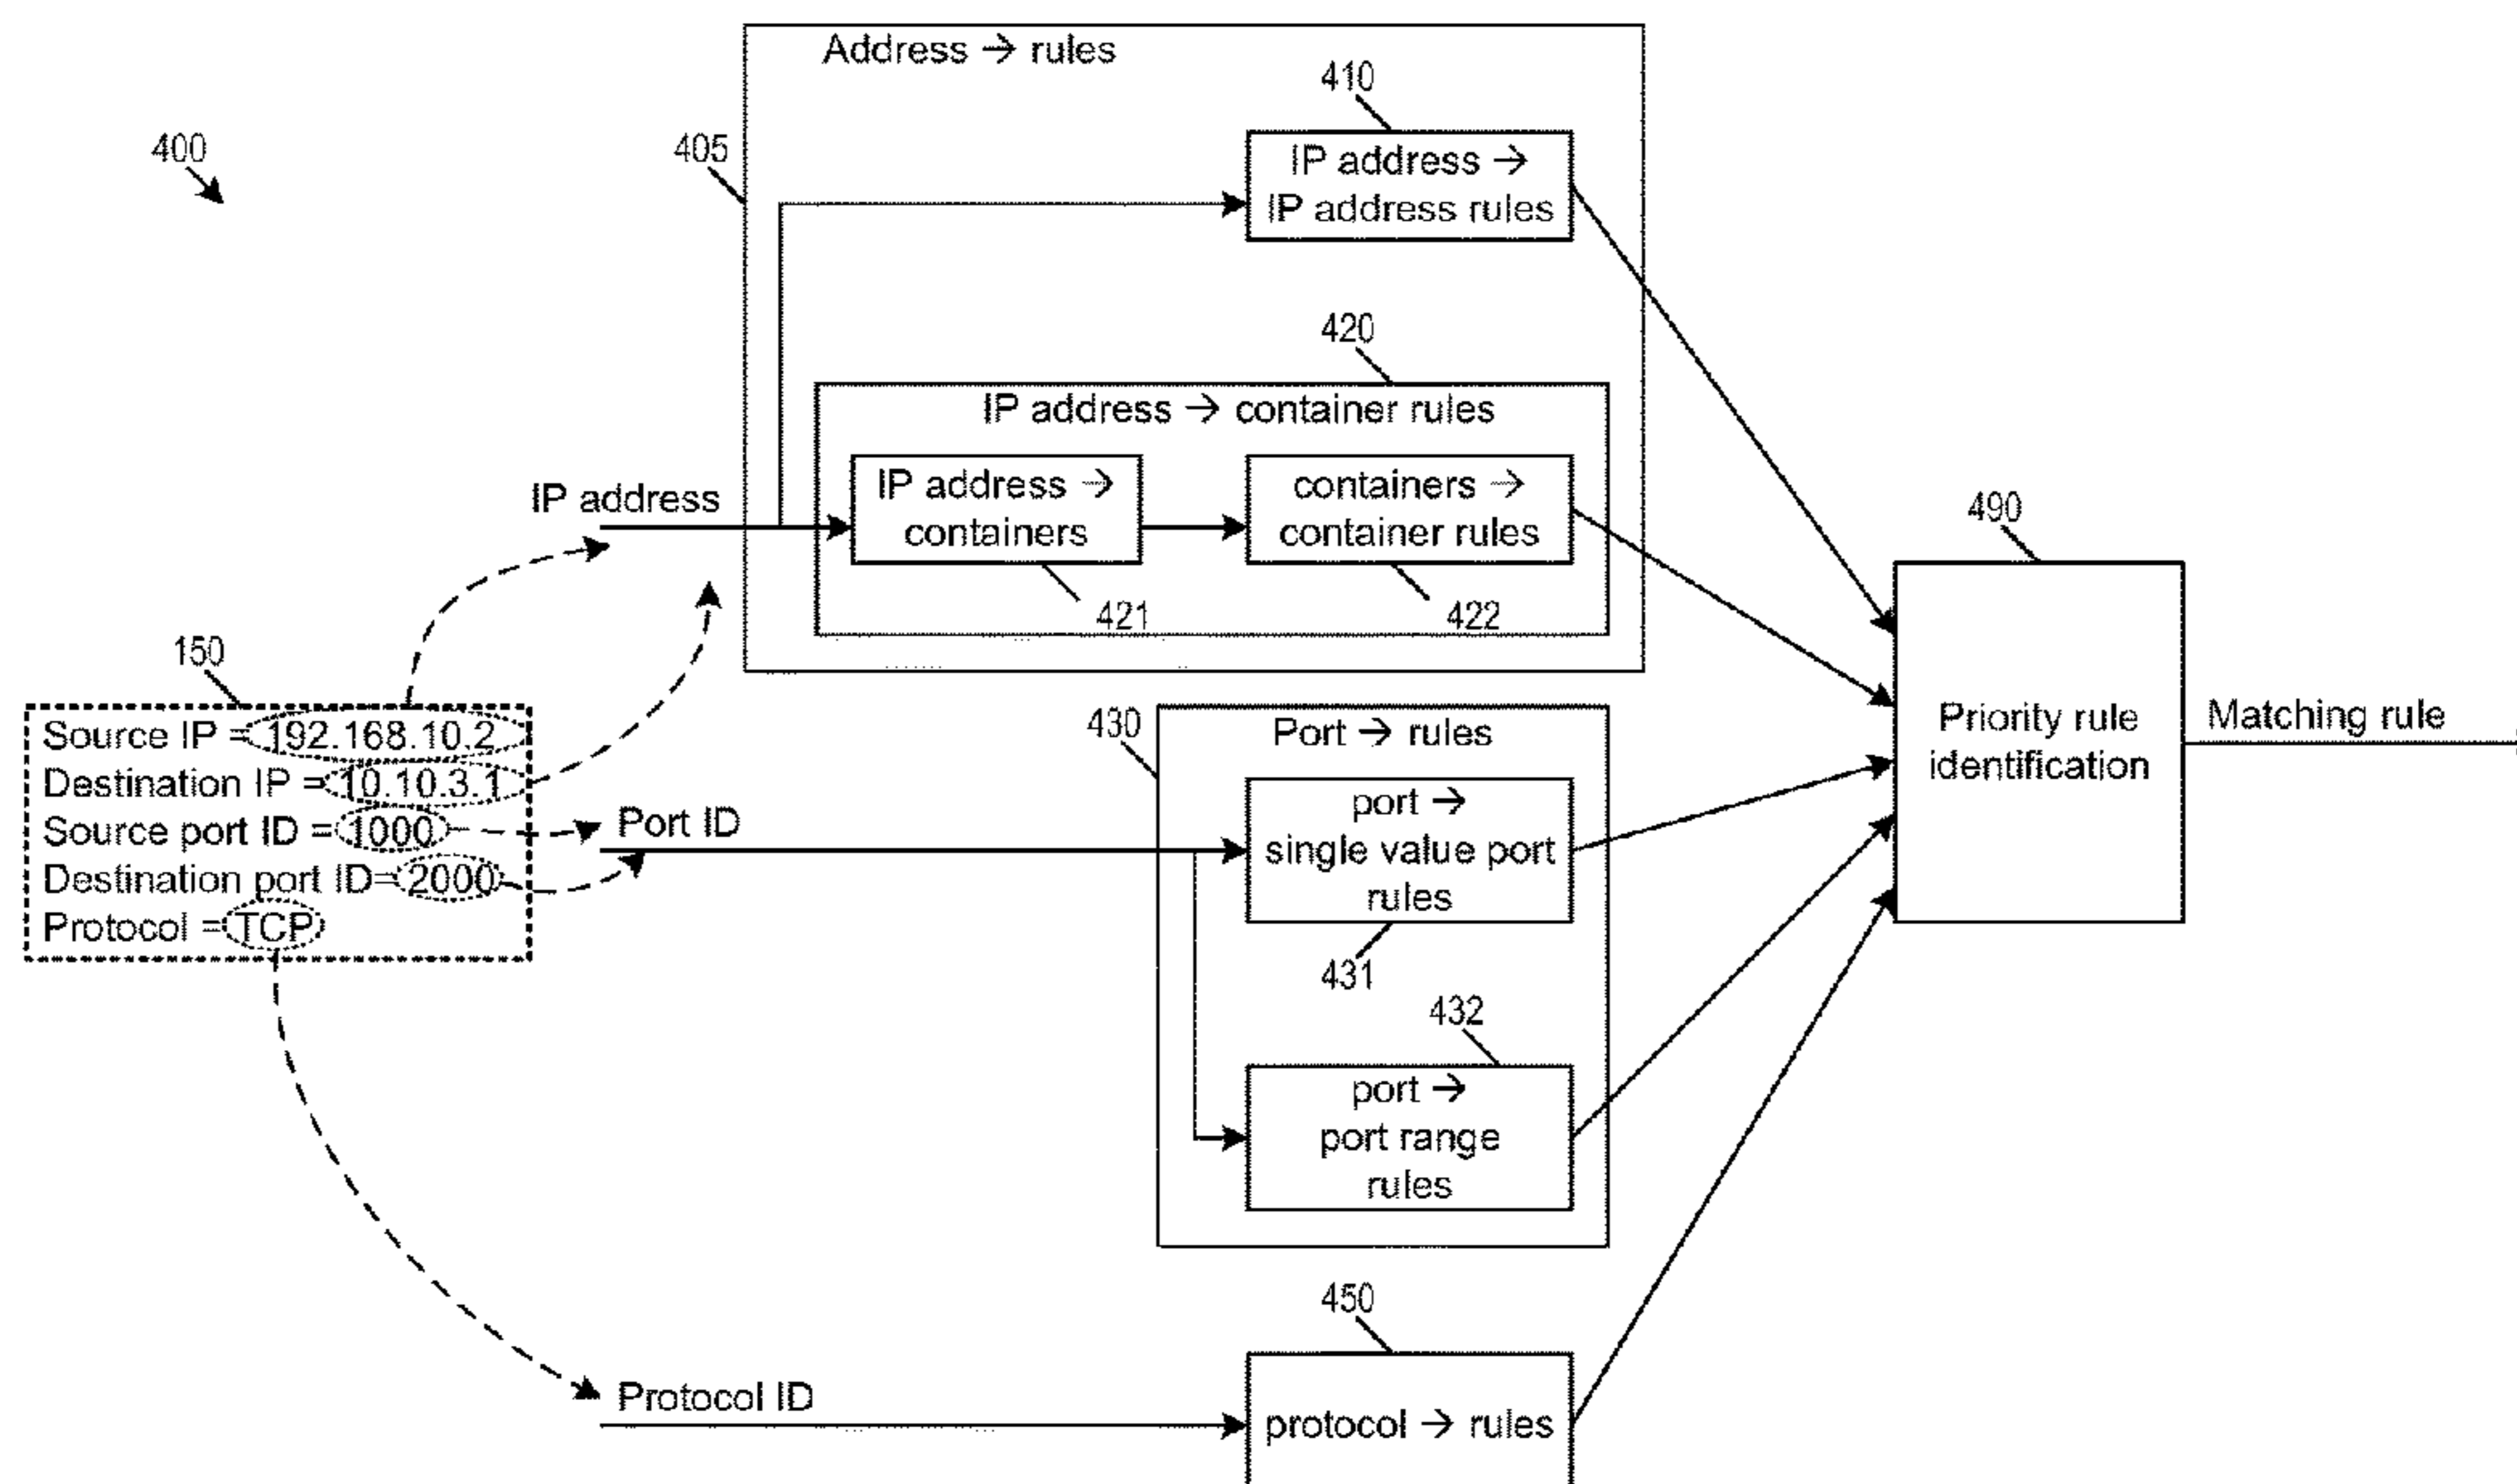 Address → rules
410
400
405
IP address →
IP address rules
420
IP address → container rules
IP address →
containers
containers →
container rules
IP address
421
422
490
150
Source IP = 192.168.10.2
Destination IP = 10.10.3.1
Source port ID = 1000
Destination port ID= 2000
Protocol = TCP
430
Port → rules
Port ID
port →
single value port
rules
431
432
port →
port range
rules
Priority rule
identification
Matching rule
450
Protocol ID
protocol → rules